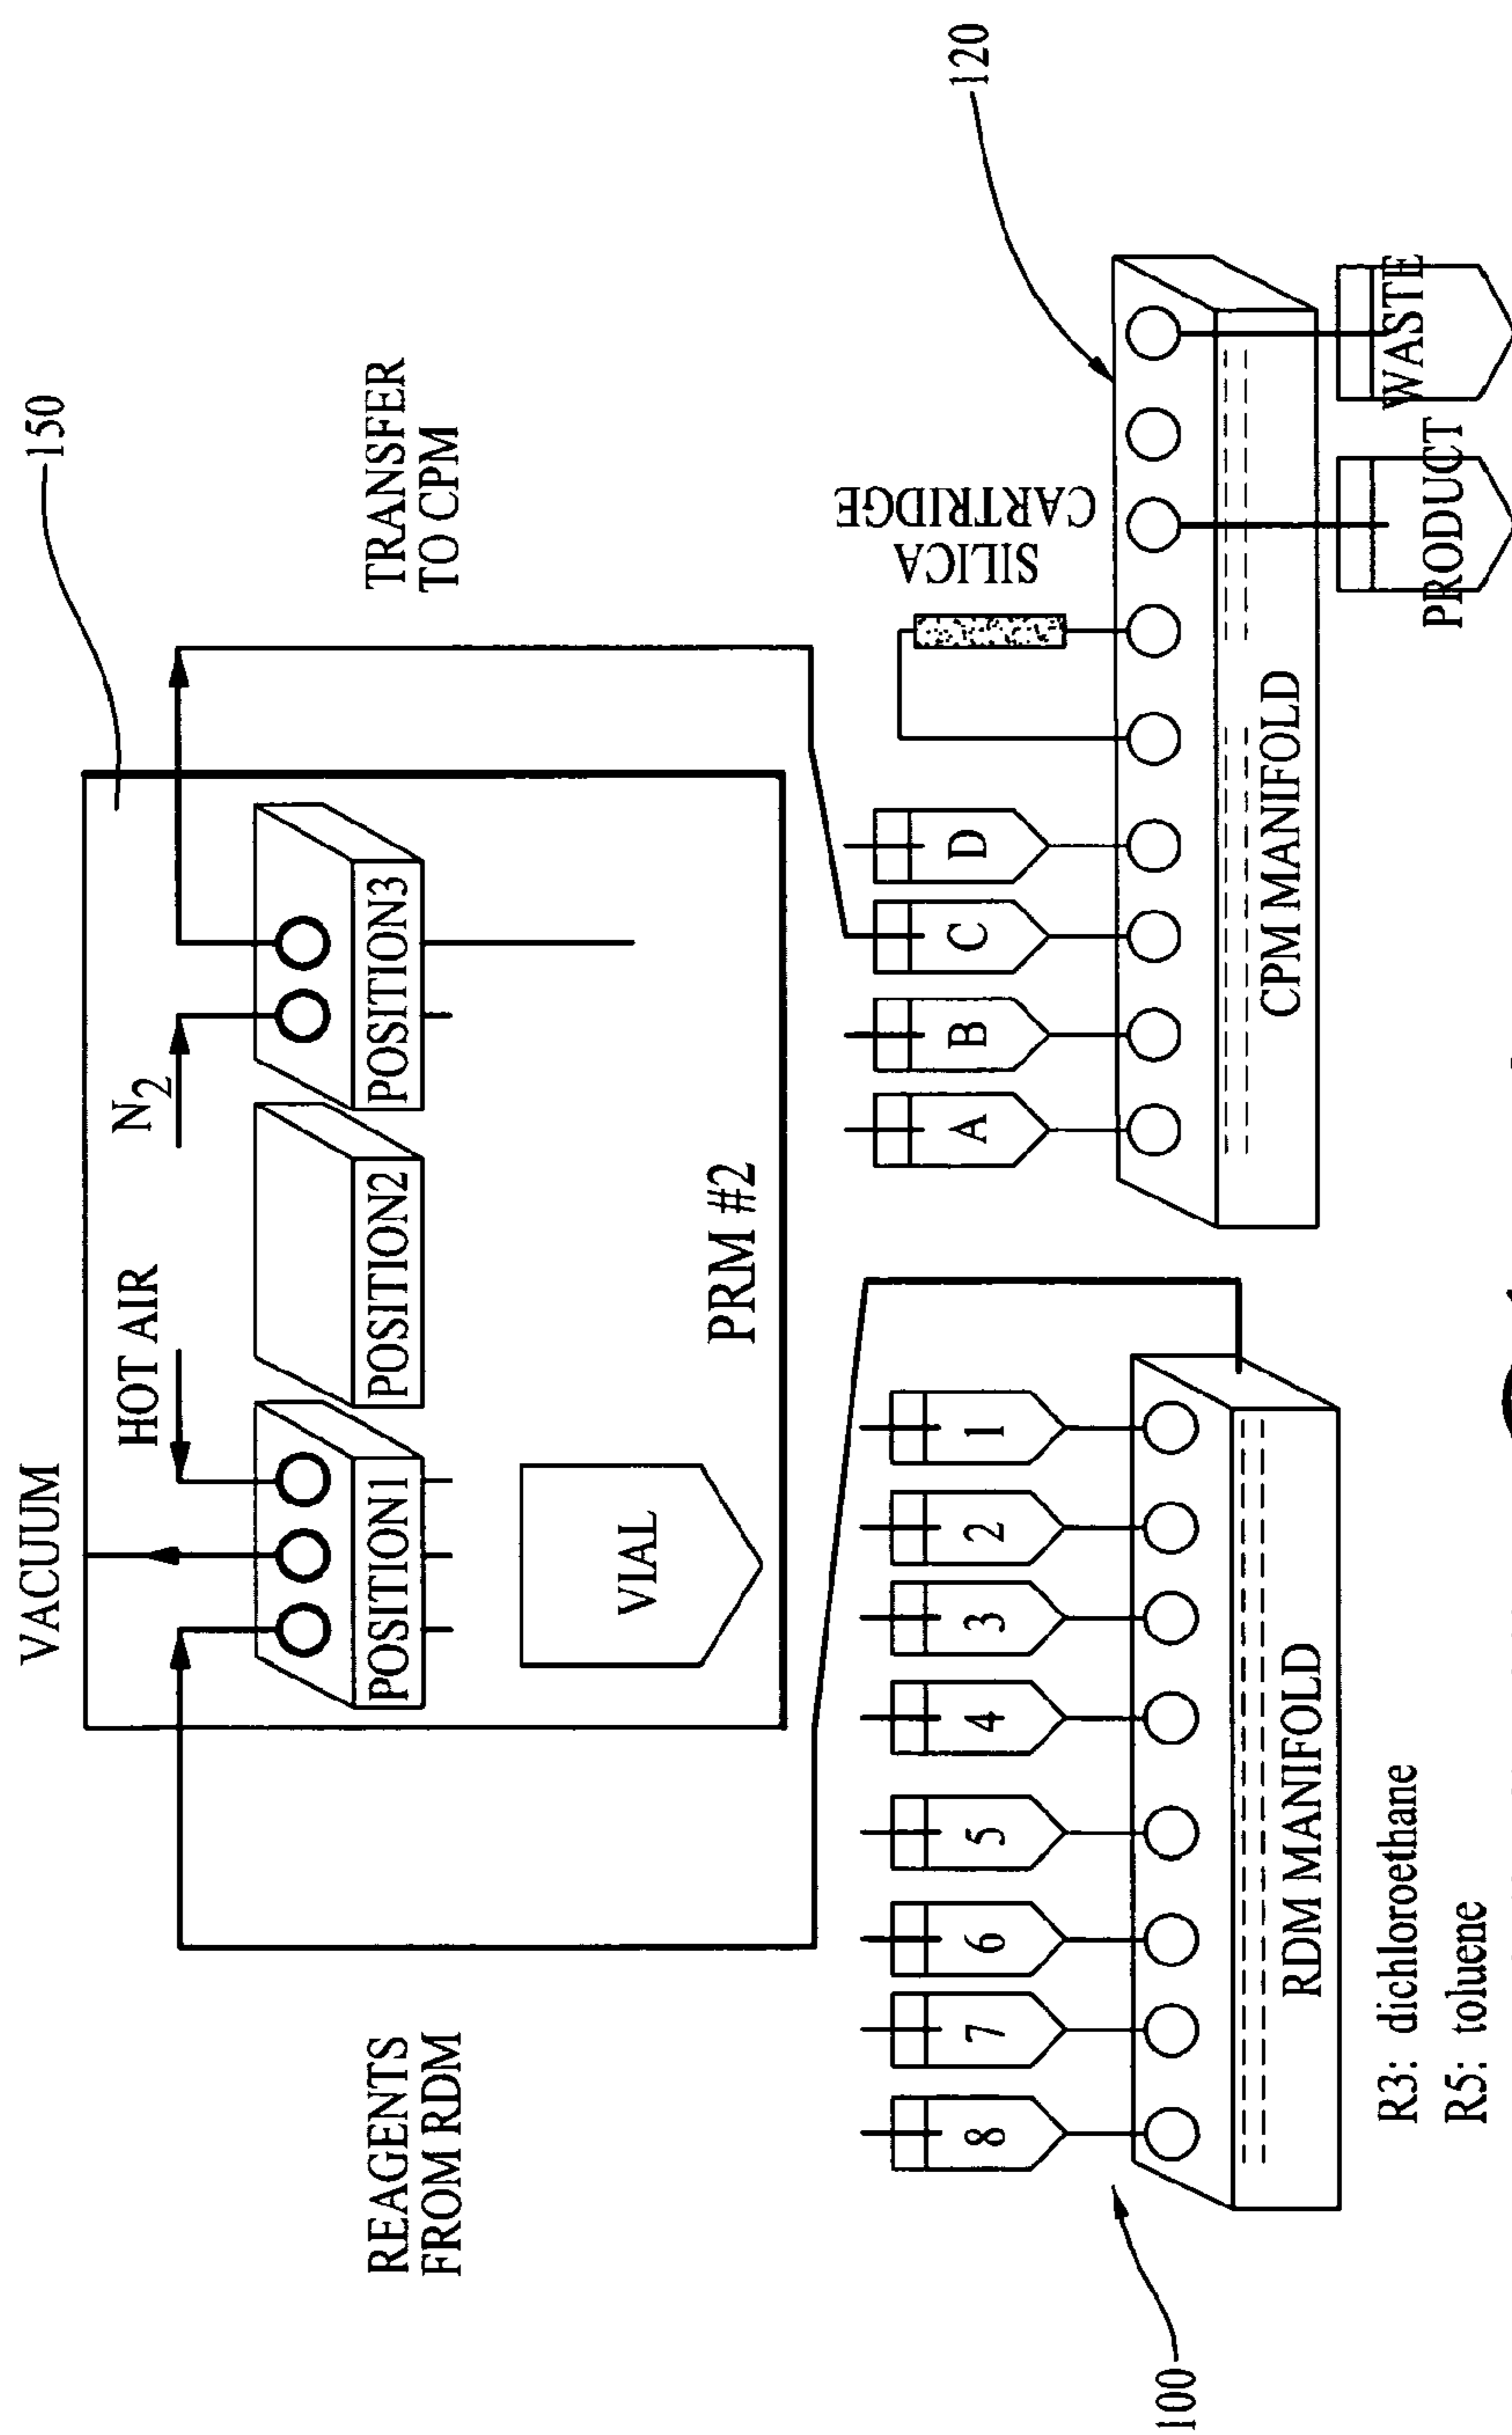 150
VACUUM
HOT AIR
N2
POSITION1
POSITION2
POSITION3
REAGENTS
FROM RDM
TRANSFER
TO CPM
VIAL
PRM #2
8
7
6
5
4
3
2
1
A
B
C
D
SILICA
CARTRIDGE
120
100
RDM MANIFOLD
CPM MANIFOLD
PRODUCT
WASTE
R3: dichloroethane
R5: toluene